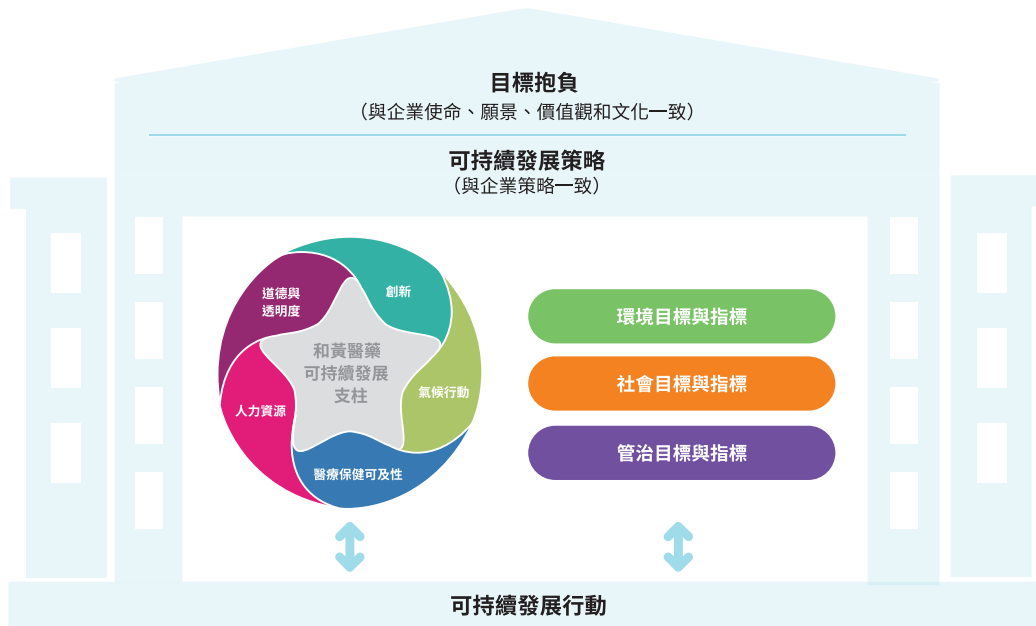 目標抱負
（與企業使命、願景、價值觀和文化一致）
可持續發展策略
（與企業策略一致）
道德與
透明度
創新
和黃醫藥
可持續發展
支柱
人力資源
氣候行動
醫療保健可及性
環境目標與指標
社會目標與指標
管治目標與指標
可持續發展行動